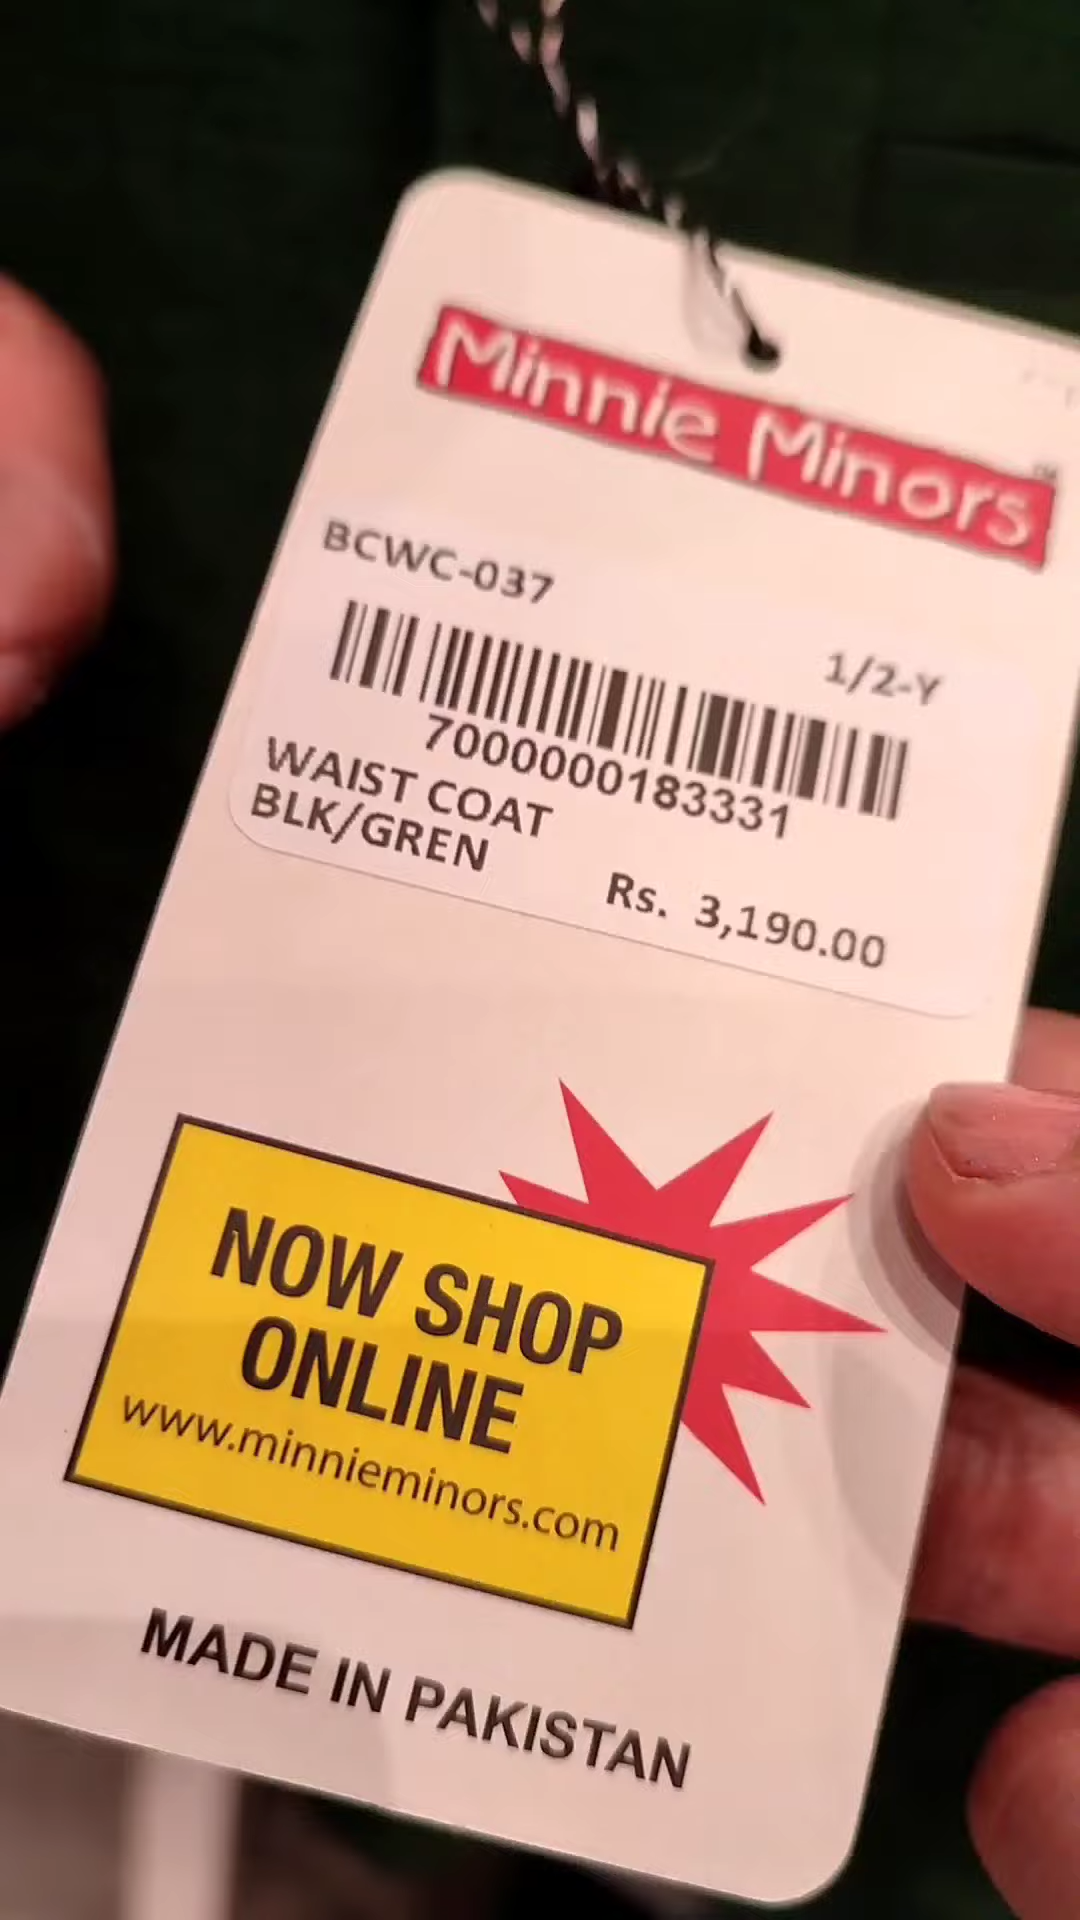 Minnie Minors
BCWC-037
1/2-Y
7000000183331
WAIST COAT
BLK/GREN
Rs. 3,190.00
NOW SHOP
ONLINE
www.minnieminors.com
MADE IN PAKISTAN